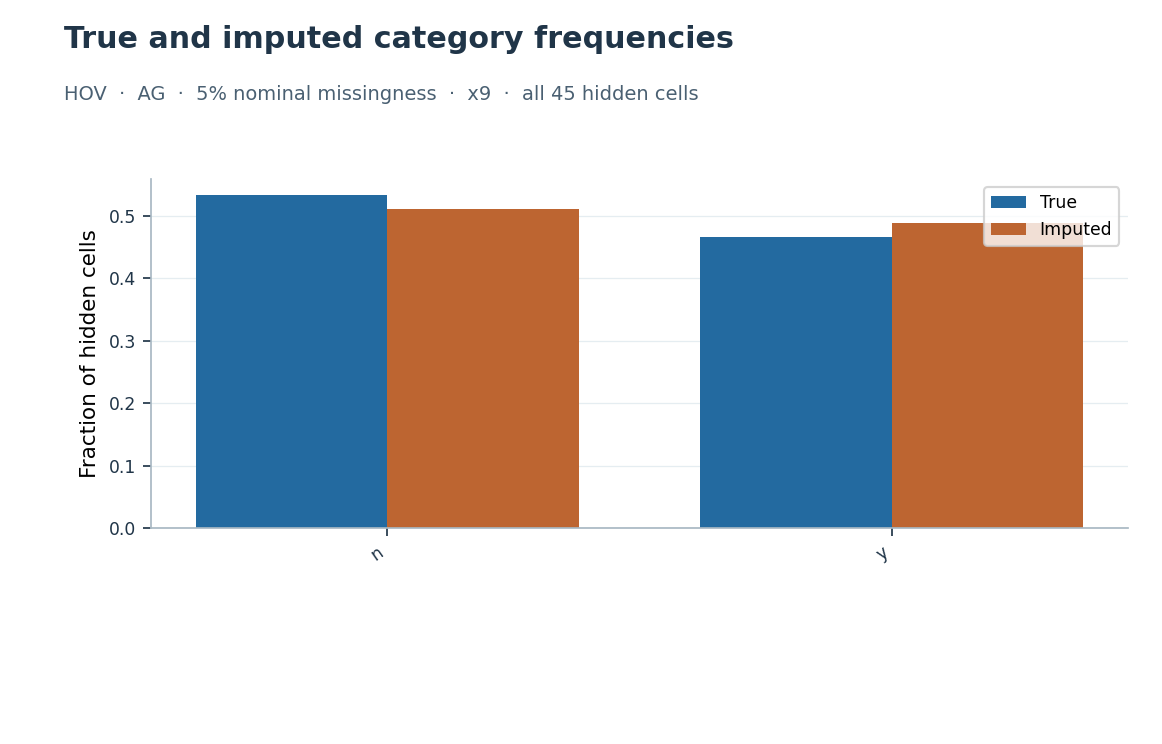 True and imputed category frequencies
HOV · AG · 5% nominal missingness · x9 · all 45 hidden cells
Fraction of hidden cells
0.5
0.4
0.3
0.2
0.1
0.0
True
Imputed
n
y